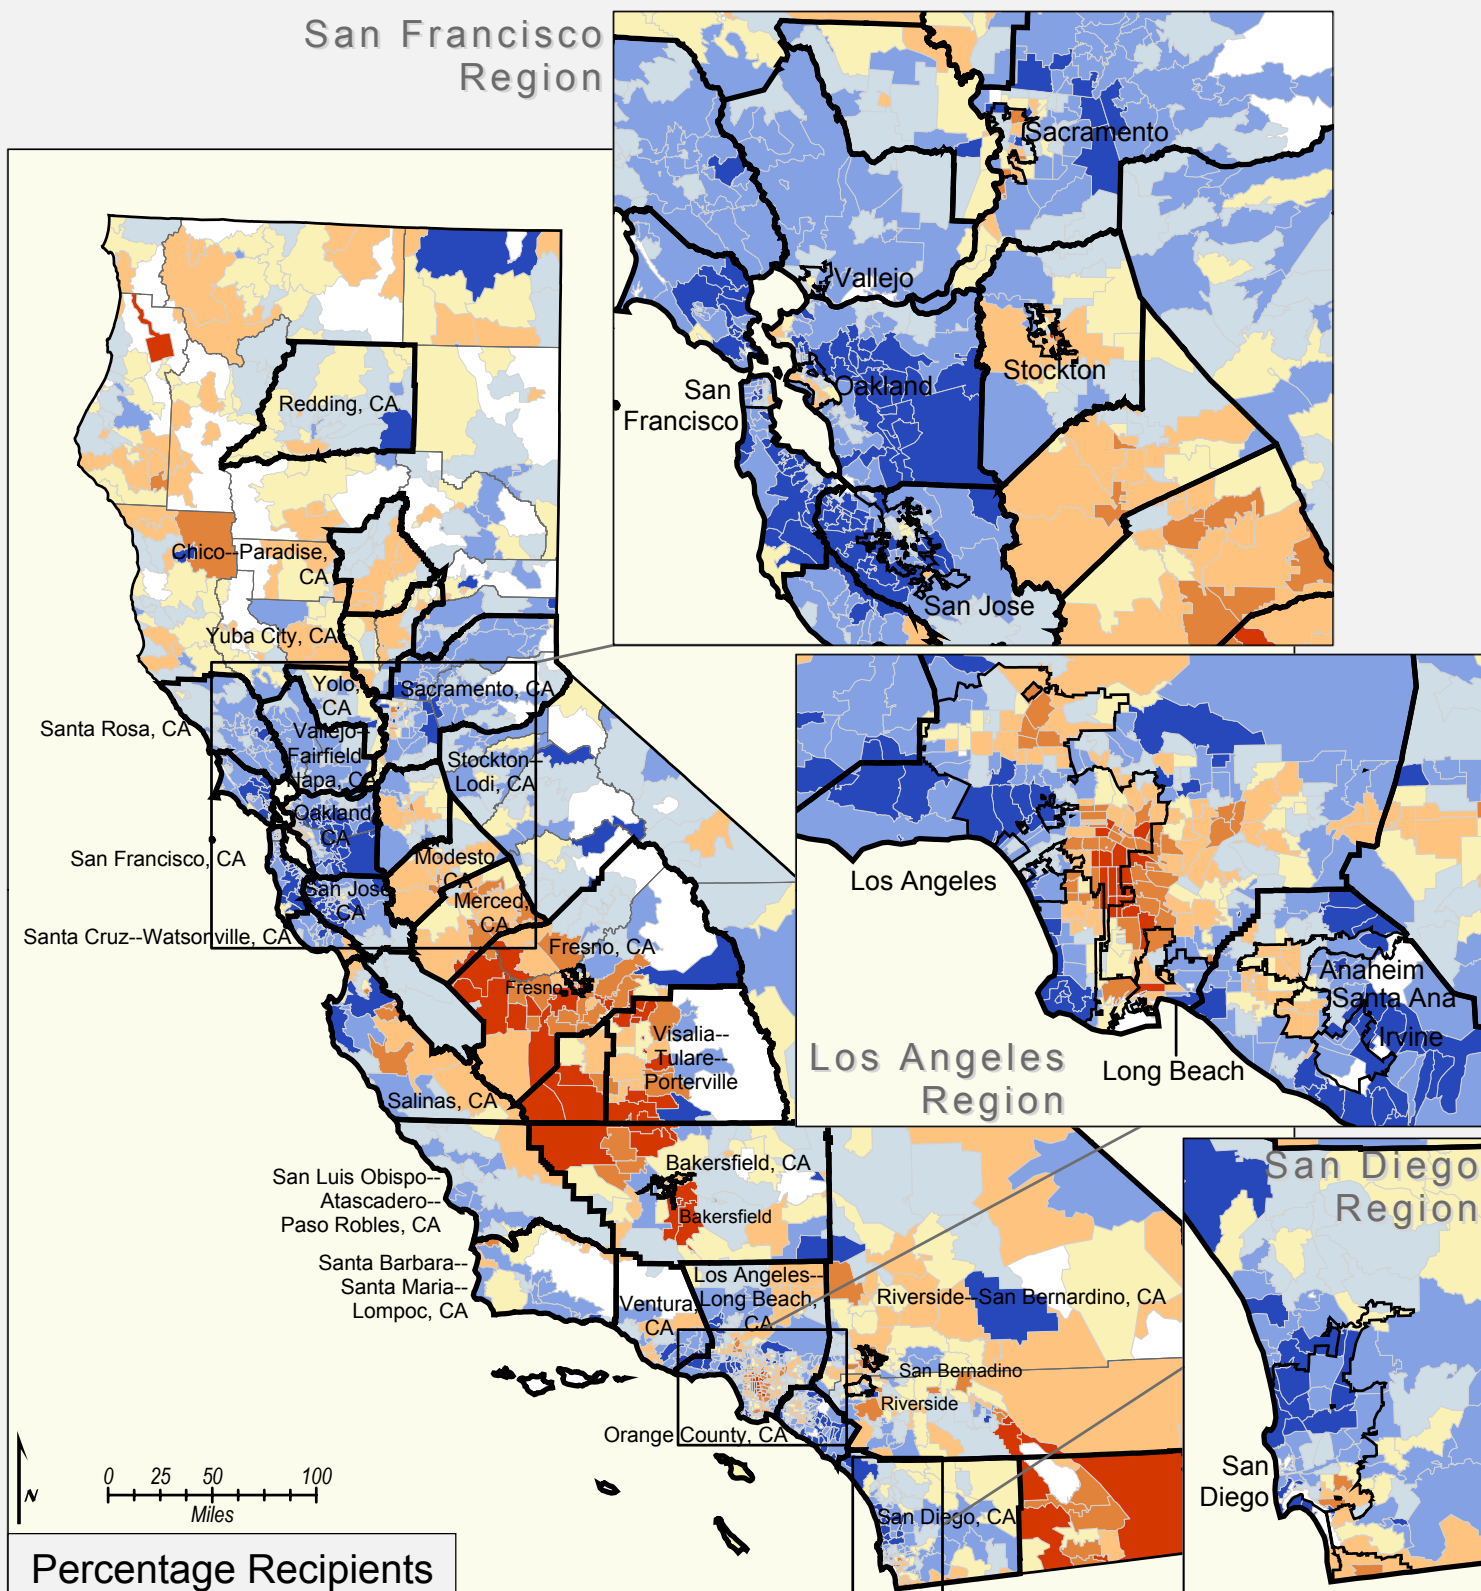 San Francisco
Region
Sacramento
Vallejo
Stockton
Oakland
San
Francisco
San Jose
Redding, CA
Chico--Paradise,
CA
Yuba City, CA
Yolo,
CA
Sacramento, CA
Santa Rosa, CA
Vallejo--
Fairfield--
Napa, CA
Stockton--
Lodi, CA
Oakland,
CA
San Francisco, CA
Modesto,
CA
San Jose,
CA
Merced,
CA
Santa Cruz--Watsonville, CA
Fresno, CA
Fresno
Visalia--
Tulare--
Porterville
Salinas, CA
Los Angeles
Anaheim
Santa Ana
Irvine
Long Beach
Los Angeles
Region
San Luis Obispo--
Atascadero--
Paso Robles, CA
Bakersfield, CA
Bakersfield
Santa Barbara--
Santa Maria--
Lompoc, CA
Ventura,
CA
Los Angeles--
Long Beach,
CA
Riverside--San Bernardino, CA
San Bernadino
Riverside
Orange County, CA
San Diego, CA
San Diego
Region
San
Diego
N
0 25 50 100
Miles
Percentage Recipients